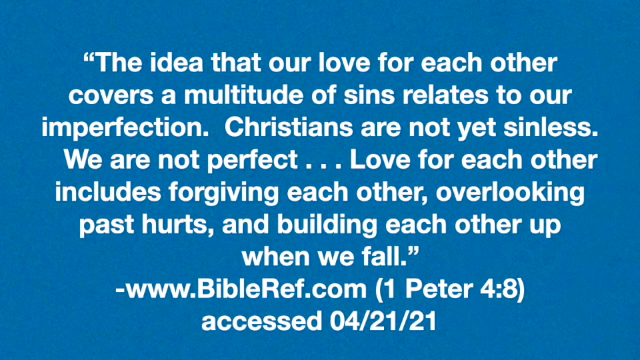 “The idea that our love for each other
covers a multitude of sins relates to our
imperfection.  Christians are not yet sinless.
We are not perfect . . . Love for each other
includes forgiving each other, overlooking
past hurts, and building each other up
when we fall.”
-www.BibleRef.com (1 Peter 4:8)
accessed 04/21/21